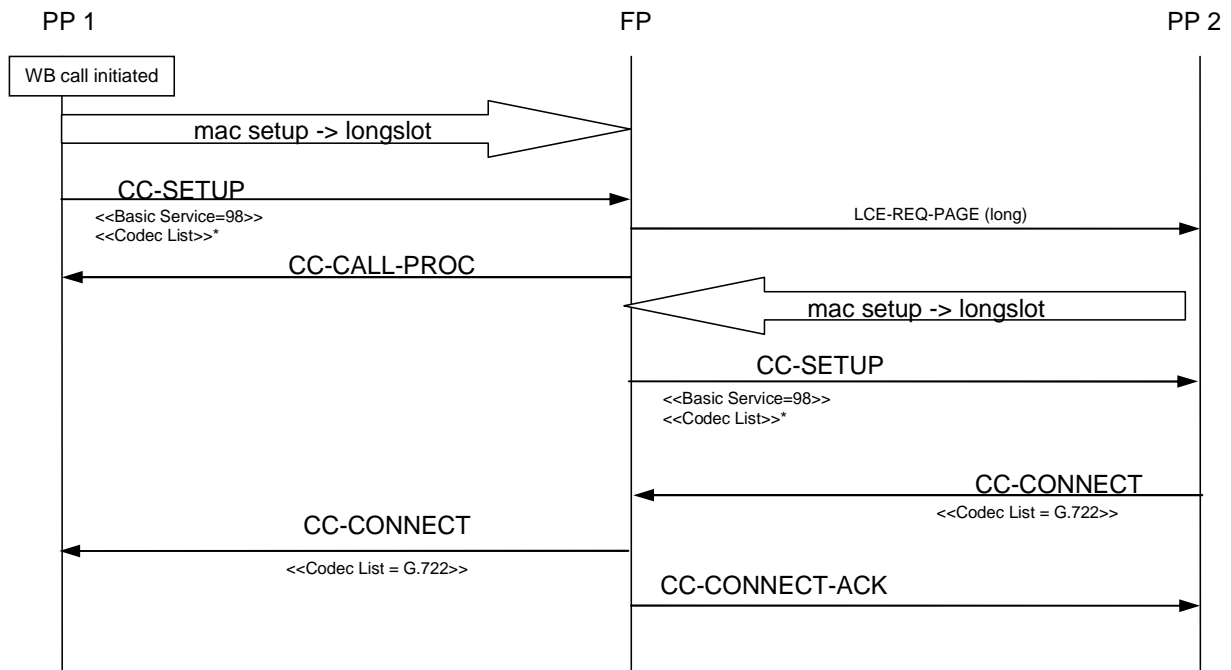 PP 1
FP
PP 2
WB call initiated
mac setup -> longslot
CC-SETUP
<<Basic Service=98>>
<<Codec List>>*
LCE-REQ-PAGE (long)
CC-CALL-PROC
mac setup -> longslot
CC-SETUP
<<Basic Service=98>>
<<Codec List>>*
CC-CONNECT
<<Codec List = G.722>>
CC-CONNECT
<<Codec List = G.722>>
CC-CONNECT-ACK